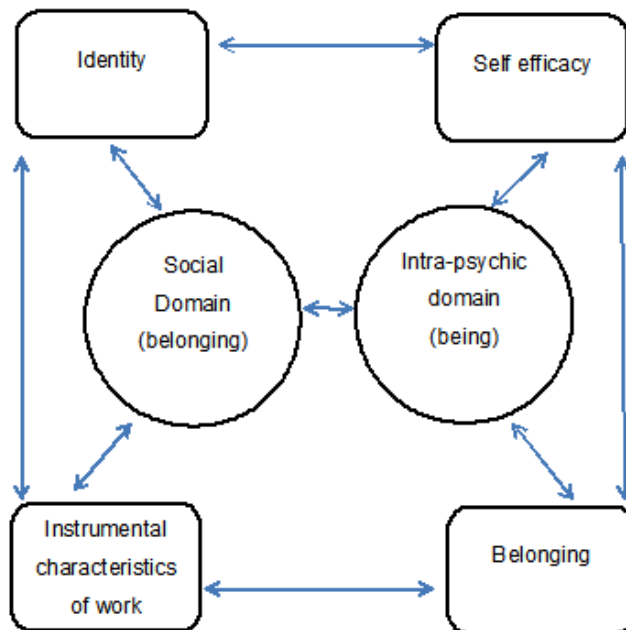 Identity
Self efficacy
Social
Domain
(belonging)
Intra-psychic
domain
(being)
Instrumental
characteristics
of work
Belonging